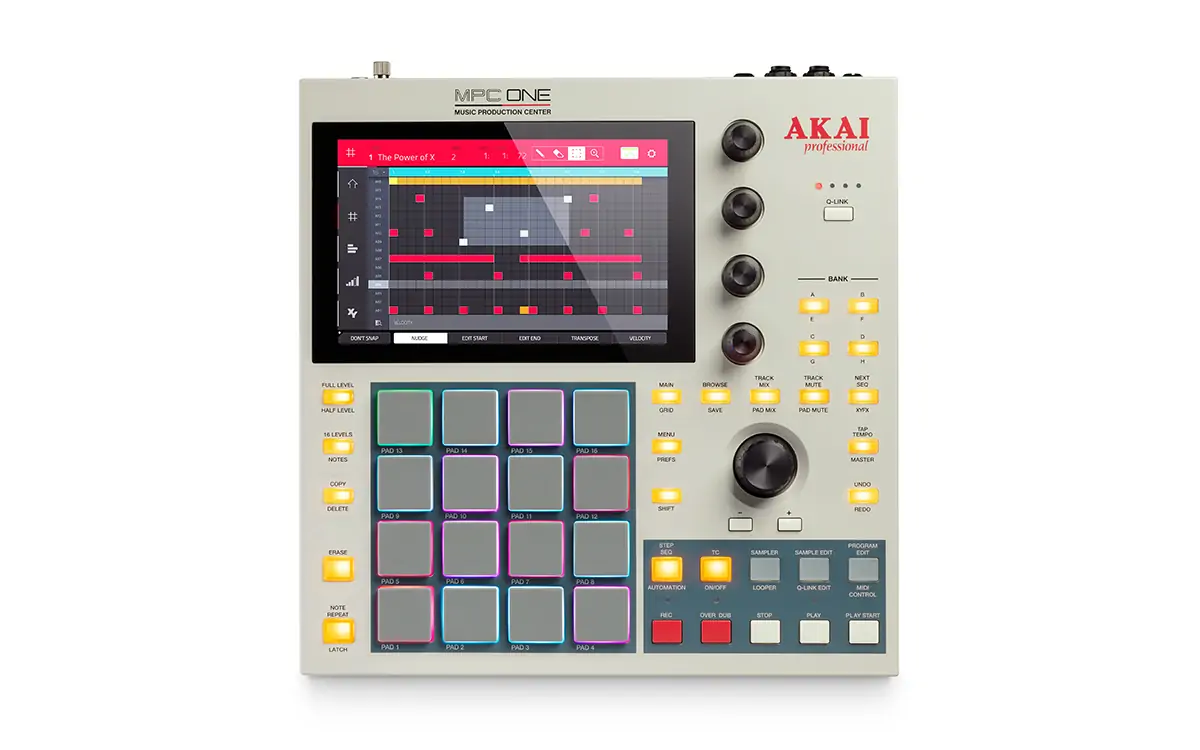 MPC ONE
MUSIC PRODUCTION CENTER
AKAI
professional
1 The Power of X 2 1: 1: 72
Q-LINK
BANK
A B
E F
C D
G H
VELOCITY
DON'T SNAP NUDGE EDIT START EDIT END TRANSPOSE VELOCITY
FULL LEVEL
HALF LEVEL
16 LEVELS
NOTES
COPY
DELETE
ERASE
NOTE
REPEAT
LATCH
PAD 13 PAD 14 PAD 15 PAD 16
PAD 9 PAD 10 PAD 11 PAD 12
PAD 5 PAD 6 PAD 7 PAD 8
PAD 1 PAD 2 PAD 3 PAD 4
MAIN
GRID
BROWSE
SAVE
TRACK
MIX
PAD MIX
TRACK
MUTE
PAD MUTE
NEXT
SEQ
XYFX
MENU
PREFS
TAP
TEMPO
MASTER
SHIFT
UNDO
REDO
- +
STEP
SEQ
AUTOMATION
TC
ON/OFF
SAMPLER
LOOPER
SAMPLE EDIT
Q-LINK EDIT
PROGRAM
EDIT
MIDI
CONTROL
REC OVER DUB STOP PLAY PLAY START